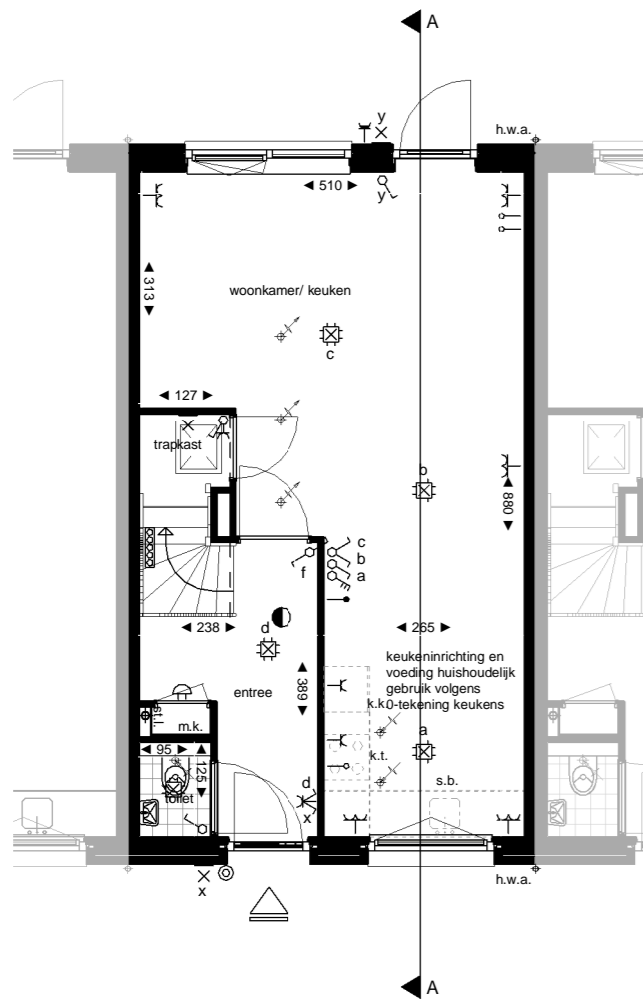 A
y
h.w.a.
510
y
313
woonkamer/ keuken
c
127
trapkast
b
880
c
b
a
f
238
d
265
keukeninrichting en
voeding huishoudelijk
gebruik volgens
0-tekening keukens
389
entree
k.k.
st.l.
m.k.
95
125
a
k.t.
d
s.b.
toilet
x
x
h.w.a.
A